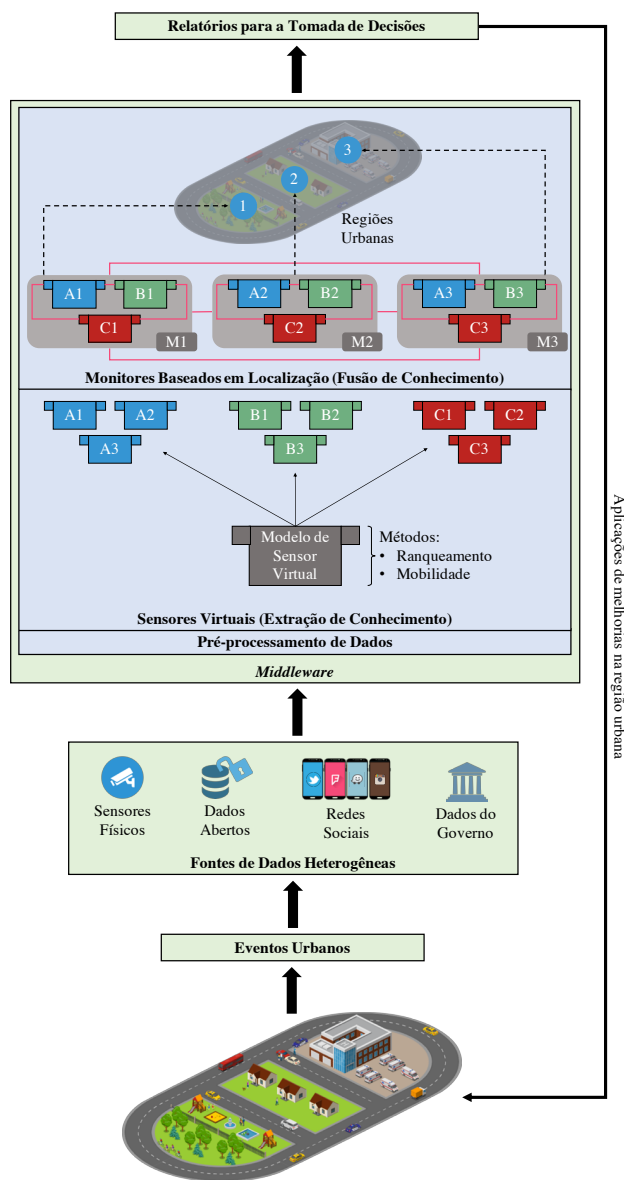 Relatórios para a Tomada de Decisões
3
2
1
Regiões
Urbanas
A1
B1
C1
M1
A2
B2
C2
M2
A3
B3
C3
M3
Monitores Baseados em Localização (Fusão de Conhecimento)
A1
A2
A3
B1
B2
B3
C1
C2
C3
Modelo de
Sensor
Virtual
Métodos:
• Ranqueamento
• Mobilidade
Sensores Virtuais (Extração de Conhecimento)
Pré-processamento de Dados
Middleware
Sensores
Físicos
Dados
Abertos
Redes
Sociais
Dados do
Governo
Fontes de Dados Heterogêneas
Eventos Urbanos
Aplicações de melhorias na região urbana